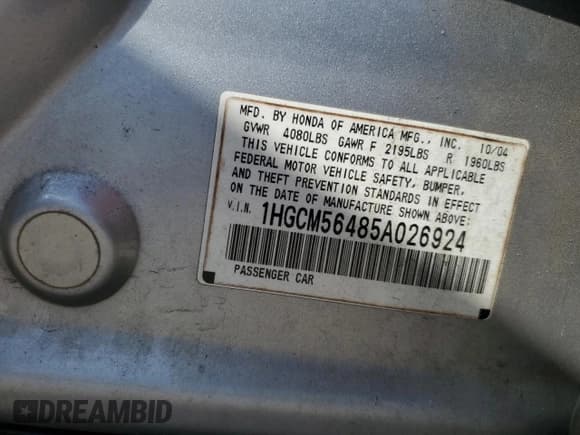 MFD. BY HONDA OF AMERICA MFG., INC. 10/04
GVWR 4080LBS GAWR F 2195LBS R 1960LBS
THIS VEHICLE CONFORMS TO ALL APPLICABLE
FEDERAL MOTOR VEHICLE SAFETY, BUMPER,
AND THEFT PREVENTION STANDARDS IN EFFECT
ON THE DATE OF MANUFACTURE SHOWN ABOVE.
V.I.N. 1HGCM56485A026924
PASSENGER CAR
DREAMBID